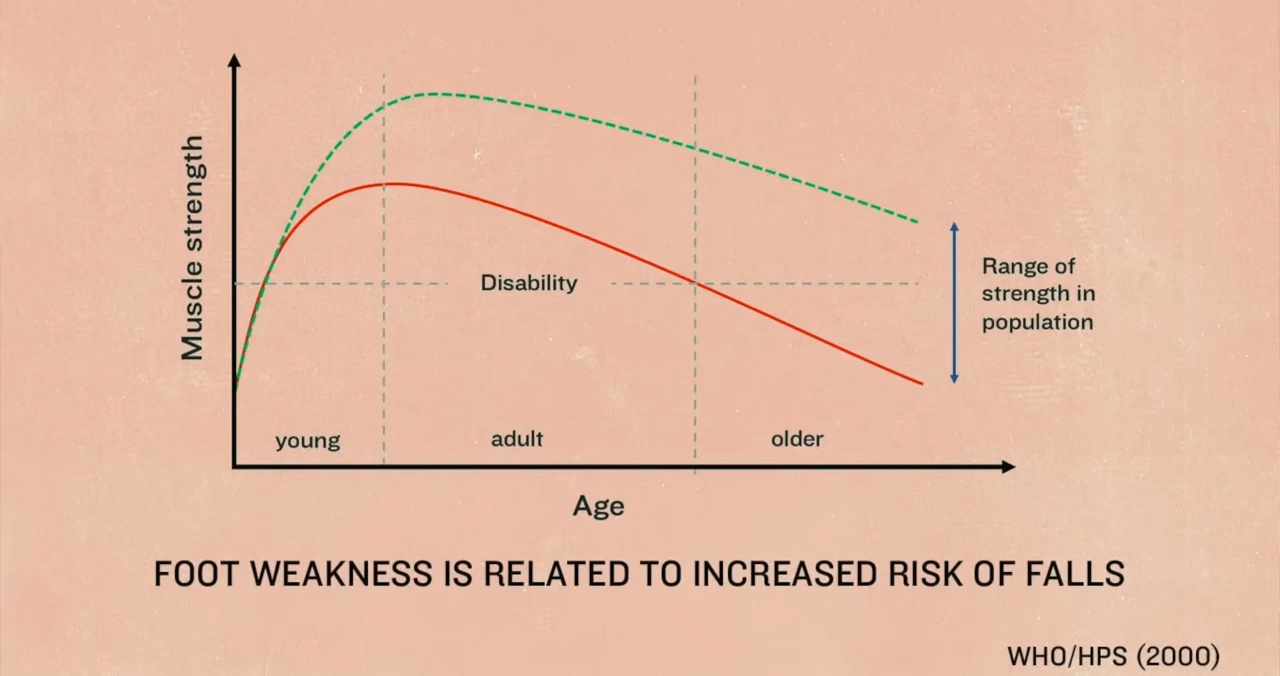 Muscle strength
Disability
Range of
strength in
population
young
adult
older
Age
FOOT WEAKNESS IS RELATED TO INCREASED RISK OF FALLS
WHO/HPS (2000)